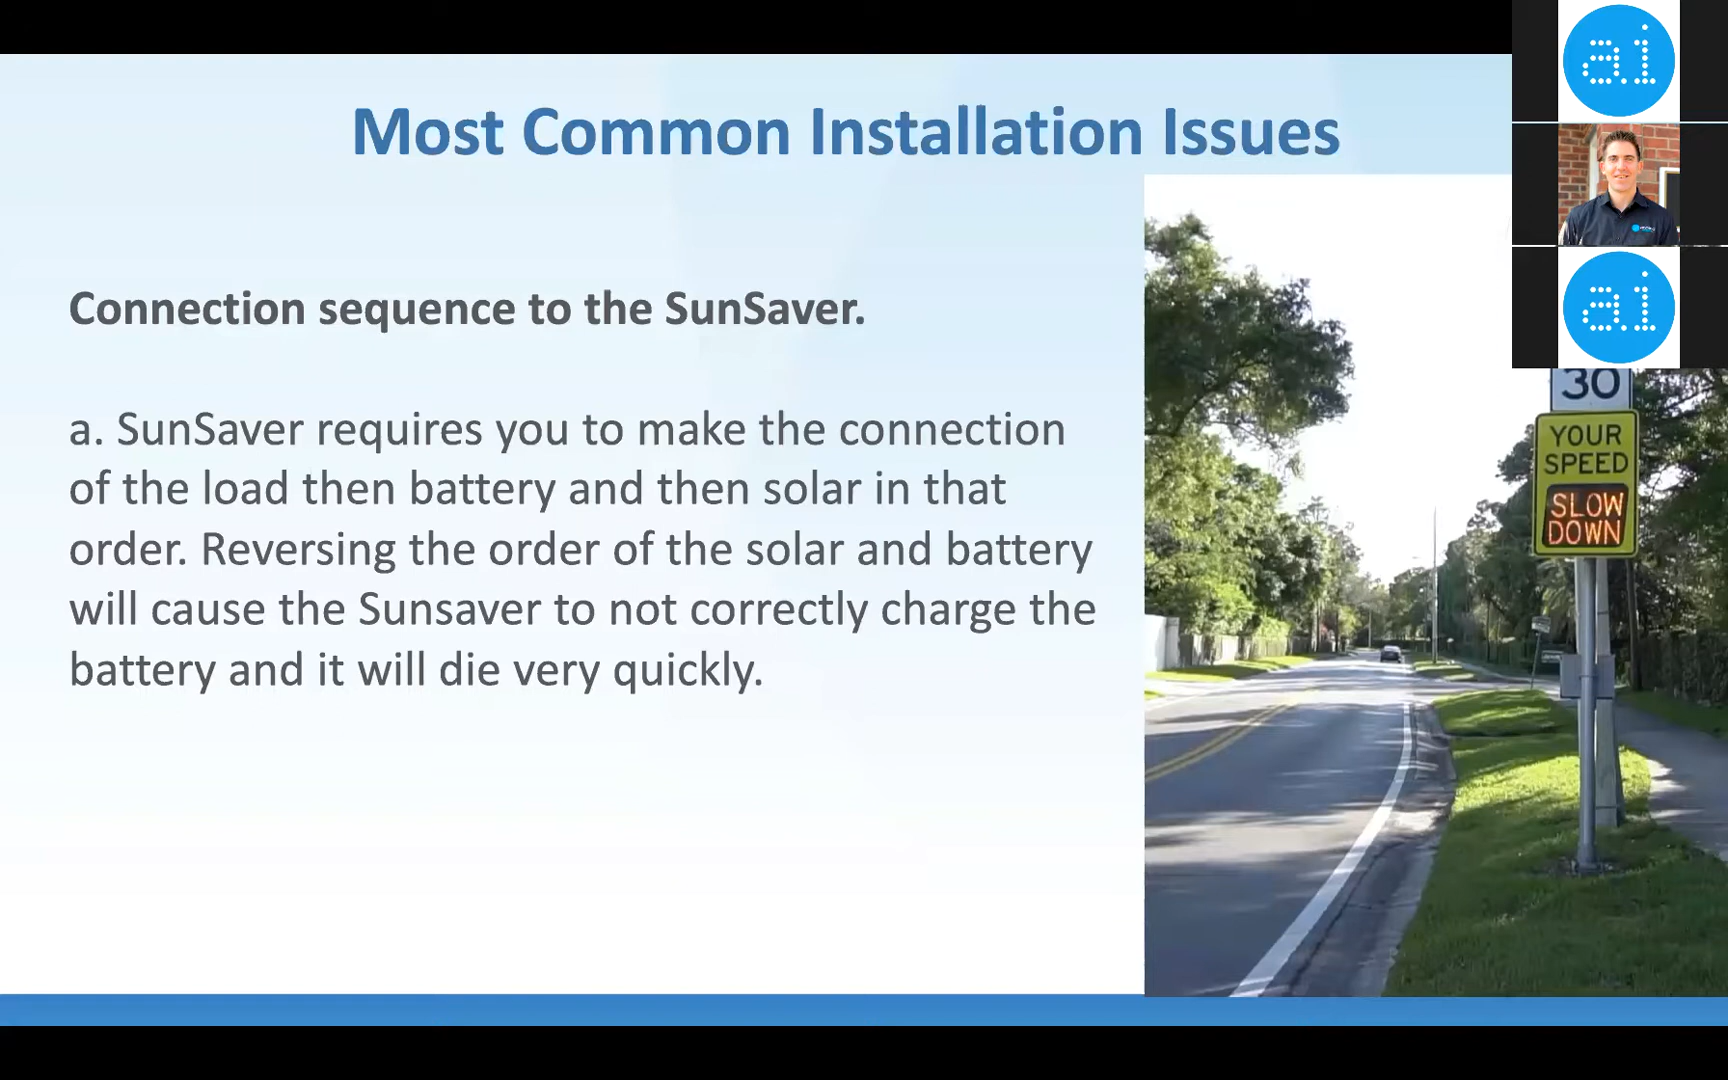 Most Common Installation Issues
Connection sequence to the SunSaver.
a. SunSaver requires you to make the connection
of the load then battery and then solar in that
order. Reversing the order of the solar and battery
will cause the Sunsaver to not correctly charge the
battery and it will die very quickly.
ai
ai
30
YOUR
SPEED
SLOW
DOWN